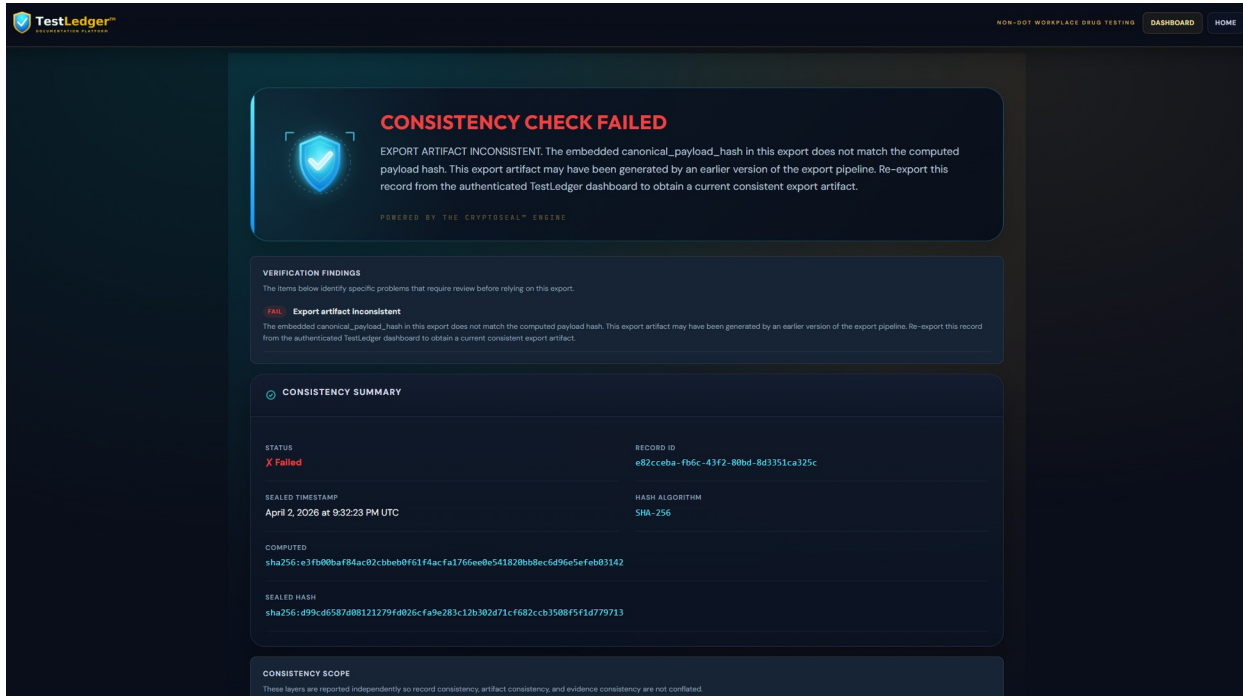 TestLedger™
DOCUMENTATION PLATFORM
NON-DOT WORKPLACE DRUG TESTING
DASHBOARD
HOME
CONSISTENCY CHECK FAILED
EXPORT ARTIFACT INCONSISTENT. The embedded canonical_payload_hash in this export does not match the computed
payload hash. This export artifact may have been generated by an earlier version of the export pipeline. Re-export this
record from the authenticated TestLedger dashboard to obtain a current consistent export artifact.
POWERED BY THE CRYPTOSEAL™ ENGINE
VERIFICATION FINDINGS
The items below identify specific problems that require review before relying on this export.
FAIL Export artifact inconsistent
The embedded canonical_payload_hash in this export does not match the computed payload hash. This export artifact may have been generated by an earlier version of the export pipeline. Re-export this record
from the authenticated TestLedger dashboard to obtain a current consistent export artifact.
CONSISTENCY SUMMARY
STATUS
✗ Failed
RECORD ID
e82cceba-fb6c-43f2-80bd-8d3351ca325c
SEALED TIMESTAMP
April 2, 2026 at 9:32:23 PM UTC
HASH ALGORITHM
SHA-256
COMPUTED
sha256:e3fb00baf84ac02cbbeb0f61f4acfa1766ee0e541820bb8ec6d96e5efeb03142
SEALED HASH
sha256:d99cd6587d08121279fd026cfa9e283c12b302d71cf682ccb3508f5f1d779713
CONSISTENCY SCOPE
These layers are reported independently so record consistency, artifact consistency, and evidence consistency are not conflated.